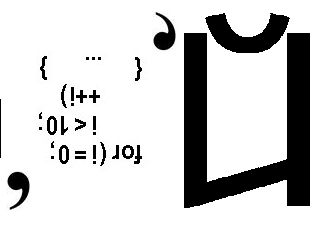 ,
for (i = 0;
i < 10;
++i)
{ ... }
,
Й